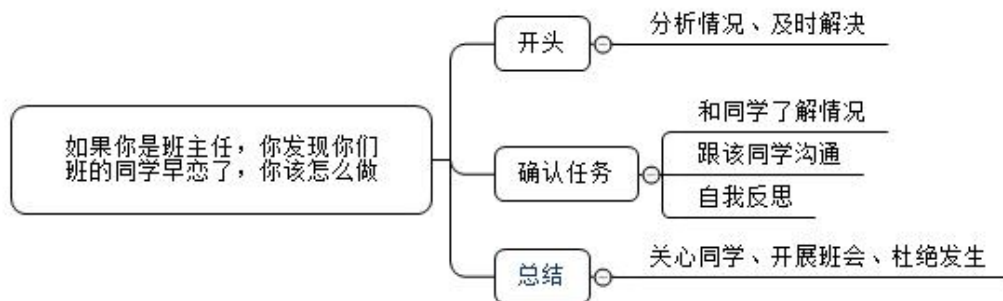 分析情况、及时解决
开头
和同学了解情况
如果你是班主任，你发现你们
班的同学早恋了，你该怎么做
确认任务
跟该同学沟通
自我反思
关心同学、开展班会、杜绝发生
总结